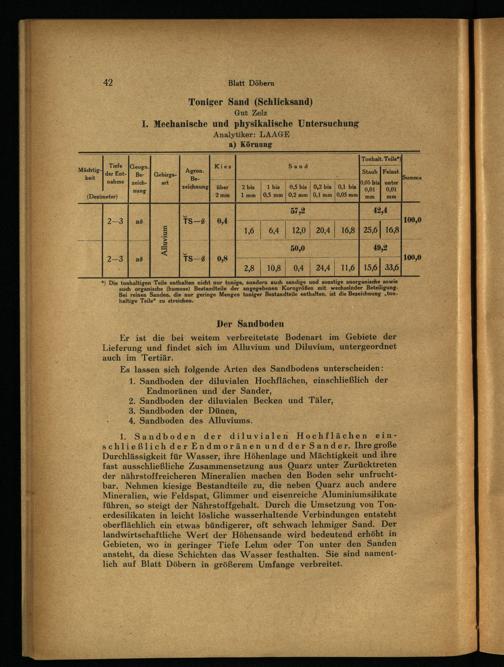 42
Blatt Döbern
Toniger Sand (Schlicksand)
Gut Zelz
I. Mechanische und physikalische Untersuchung
Analytiker: LAAGE
a) Körnung
Mächtigkeit (Dezimeter) | Tiefe der Entnahme (Dezimeter) | Geogn. Bezeichnung | Gebirgsart | Agron. Bezeichnung | Kies über 2 mm | Sand 2 bis 1 mm | 1 bis 0,5 mm | 0,5 bis 0,2 mm | 0,2 bis 0,1 mm | 0,1 bis 0,05 mm | Tonhalt. Teile*) Staub 0,05 bis 0,01 mm | Feinst unter 0,01 mm | Summa
57,2 | 42,4
2—3 | Alluvium | 0,4 | 100,0
1,6 | 6,4 | 12,0 | 20,4 | 16,8 | 25,6 | 16,8
50,0 | 49,2
2—3 | 0,8 | 100,0
2,8 | 10,8 | 0,4 | 24,4 | 11,6 | 15,6 | 33,6
*) Die tonhaltigen Teile enthalten nicht nur tonige, sondern auch sandige und sonstige anorganische sowie
auch organische (humose) Bestandteile der angegebenen Korngrößen mit wechselnder Beteiligung.
Bei reinen Sanden, die nur geringe Mengen toniger Bestandteile enthalten, ist die Bezeichnung „ton-
haltige Teile“ zu streichen.
Der Sandboden
Er ist die bei weitem verbreitetste Bodenart im Gebiete der
Lieferung und findet sich im Alluvium und Diluvium, untergeordnet
auch im Tertiär.
Es lassen sich folgende Arten des Sandbodens unterscheiden:
1. Sandboden der diluvialen Hochflächen, einschließlich der
Endmoränen und der Sander,
2. Sandboden der diluvialen Becken und Täler,
3. Sandboden der Dünen,
4. Sandboden des Alluviums.
1. Sandboden der diluvialen Hochflächen ein-
schließlich der Endmoränen und der Sander. Ihre große
Durchlässigkeit für Wasser, ihre Höhenlage und Mächtigkeit und ihre
fast ausschließliche Zusammensetzung aus Quarz unter Zurücktreten
der nährstoffreicheren Mineralien machen den Boden sehr unfrucht-
bar. Nehmen kiesige Bestandteile zu, die neben Quarz auch andere
Mineralien, wie Feldspat, Glimmer und eisenreiche Aluminiumsilikate
führen, so steigt der Nährstoffgehalt. Durch die Umsetzung von Ton-
erdesilikaten in leicht lösliche wasserhaltende Verbindungen entsteht
oberflächlich ein etwas bündigerer, oft schwach lehmiger Sand. Der
landwirtschaftliche Wert der Höhensande wird bedeutend erhöht in
Gebieten, wo in geringer Tiefe Lehm oder Ton unter den Sanden
ansteht, da diese Schichten das Wasser festhalten. Sie sind nament-
lich auf Blatt Döbern in größerem Umfange verbreitet.